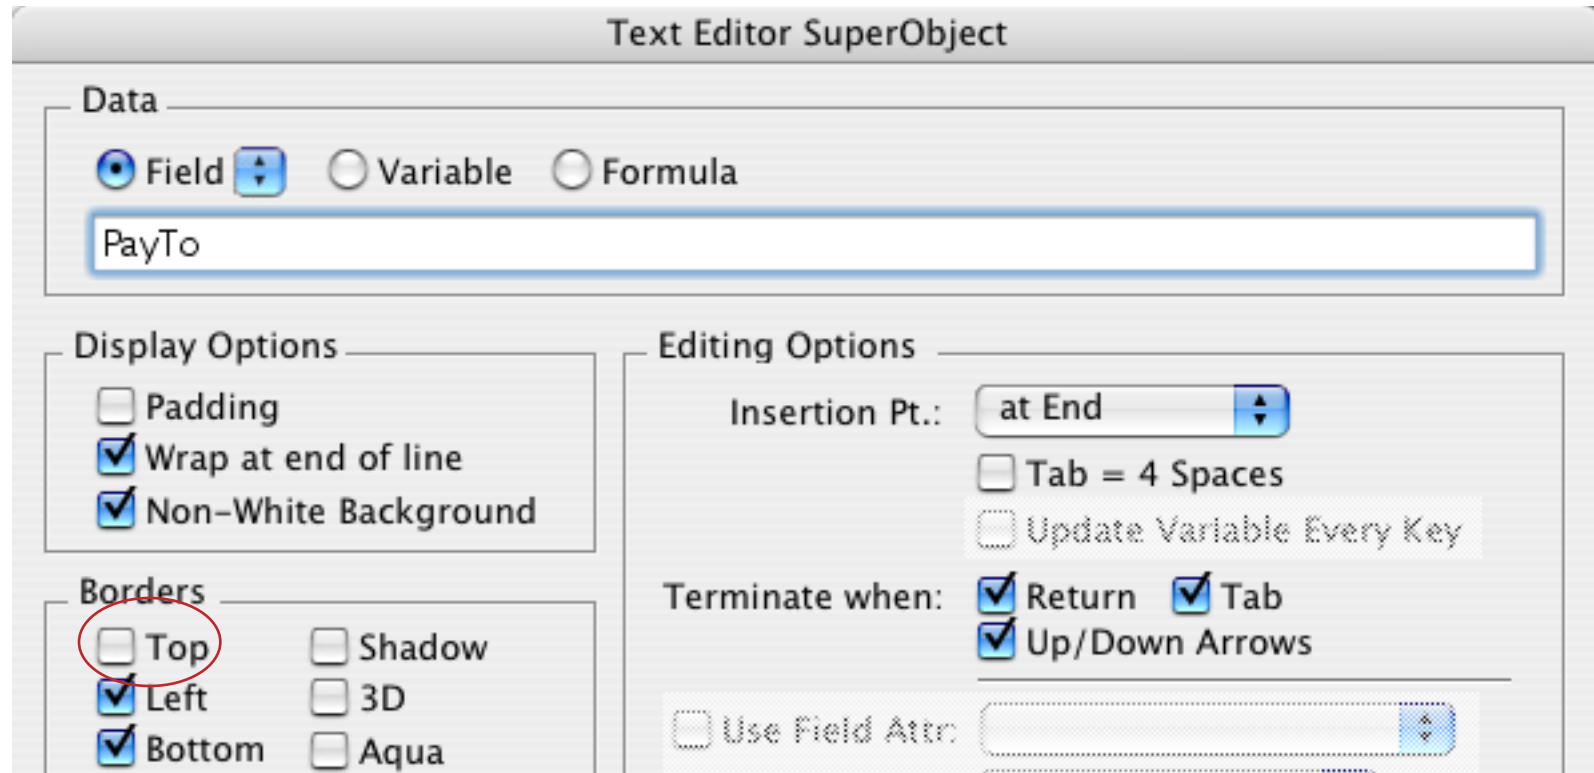 Text Editor SuperObject
Data
Field Variable Formula
PayTo
Display Options
Padding
Wrap at end of line
Non-White Background
Borders
Top Shadow
Left 3D
Bottom Aqua
Editing Options
Insertion Pt.: at End
Tab = 4 Spaces
Update Variable Every Key
Terminate when: Return Tab
Up/Down Arrows
Use Field Attr: